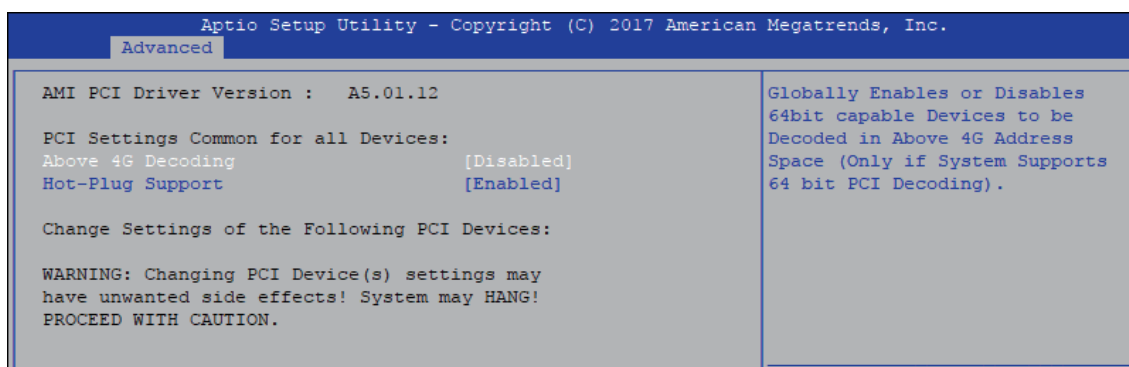 Aptio Setup Utility - Copyright (C) 2017 American Megatrends, Inc.
Advanced
AMI PCI Driver Version :   A5.01.12
PCI Settings Common for all Devices:
Above 4G Decoding [Disabled]
Hot-Plug Support [Enabled]
Change Settings of the Following PCI Devices:
WARNING: Changing PCI Device(s) settings may
have unwanted side effects! System may HANG!
PROCEED WITH CAUTION.
Globally Enables or Disables
64bit capable Devices to be
Decoded in Above 4G Address
Space (Only if System Supports
64 bit PCI Decoding).